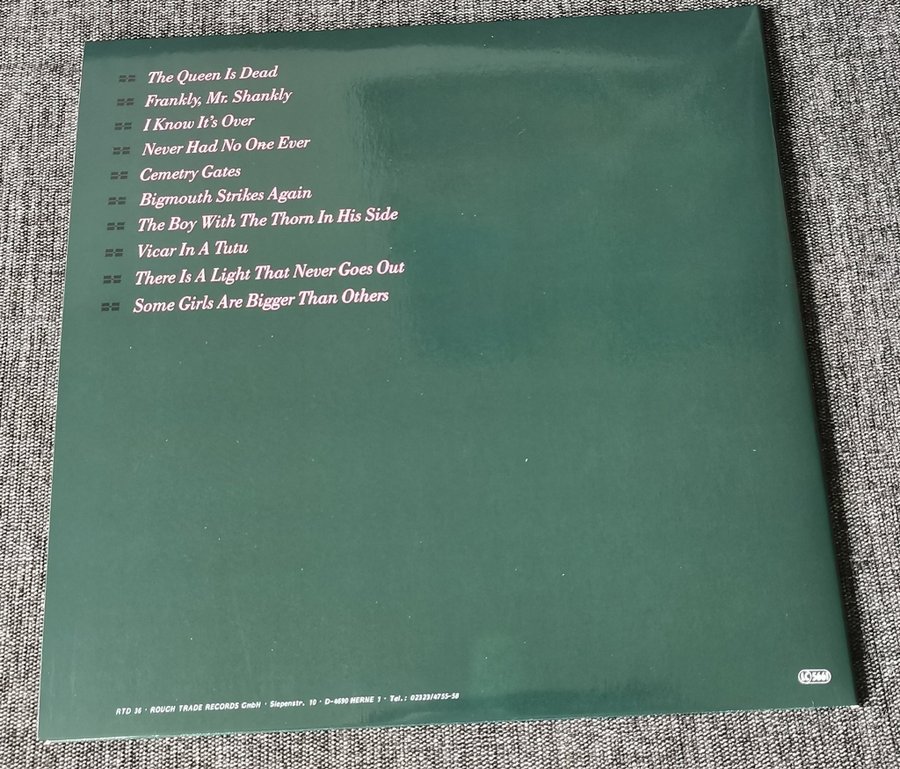 The Queen Is Dead
Frankly, Mr. Shankly
I Know It's Over
Never Had No One Ever
Cemetry Gates
Bigmouth Strikes Again
The Boy With The Thorn In His Side
Vicar In A Tutu
There Is A Light That Never Goes Out
Some Girls Are Bigger Than Others
LC 5661
RTD 36 · ROUGH TRADE RECORDS GmbH · Siepenstr. 10 · D-4690 HERNE 1 · Tel.: 02323/4755-58